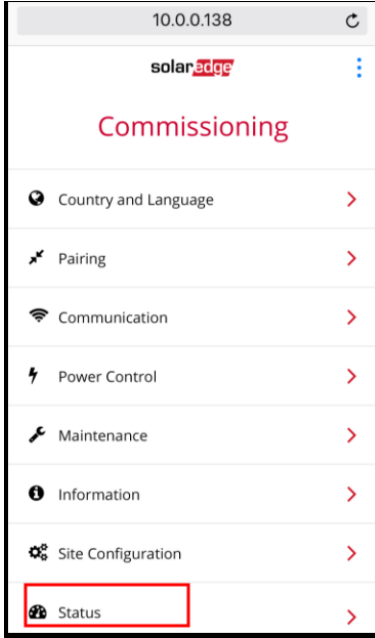 10.0.0.138
solaredge
Commissioning
Country and Language
Pairing
Communication
Power Control
Maintenance
Information
Site Configuration
Status